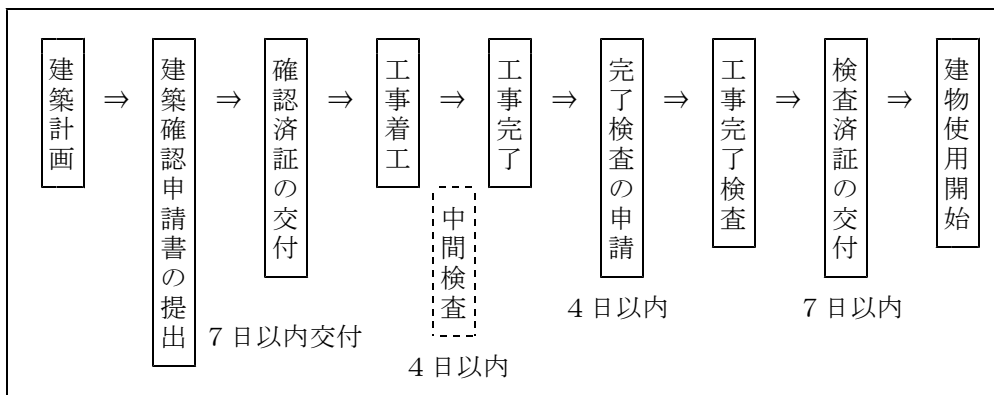 建築計画
⇒
建築確認申請書の提出
⇒
確認済証の交付
⇒
工事着工
⇒
工事完了
⇒
完了検査の申請
⇒
工事完了検査
⇒
検査済証の交付
⇒
建物使用開始
中間検査
7日以内交付
4日以内
4日以内
7日以内